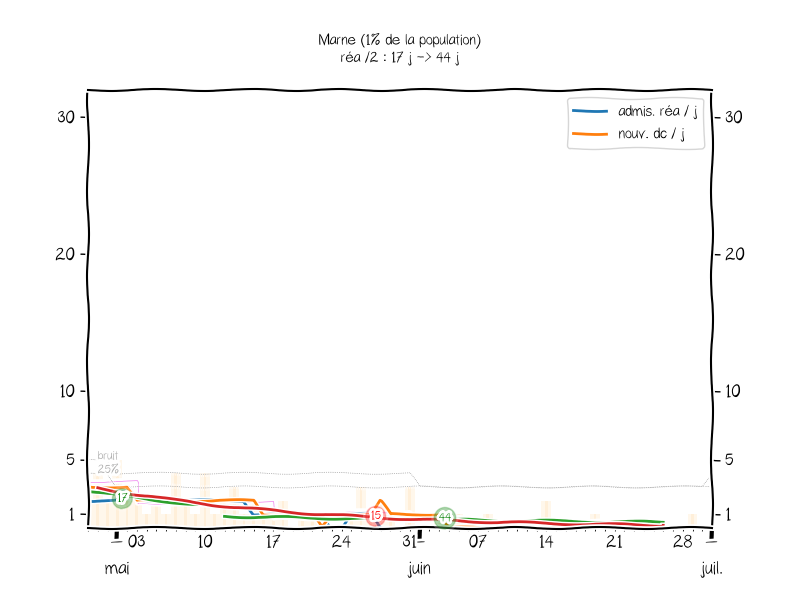 Marne (1% de la population)
réa /2 : 17 j -> 44 j
admis. réa / j
nouv. dc / j
30
30
20
20
10
10
5
5
1
1
bruit
25%
17
15
44
03 10 17 24 31 07 14 21 28
mai juin juil.